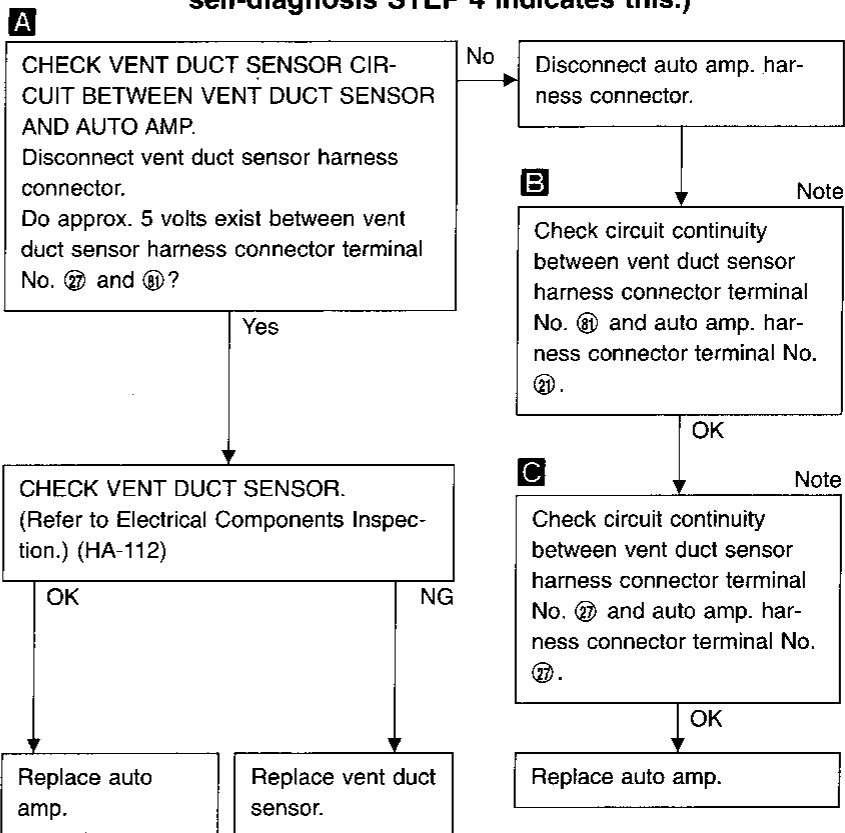 self-diagnosis STEP 4 indicates this.)
A
CHECK VENT DUCT SENSOR CIR-
CUIT BETWEEN VENT DUCT SENSOR
AND AUTO AMP.
Disconnect vent duct sensor harness
connector.
Do approx. 5 volts exist between vent
duct sensor harness connector terminal
No. ㉗ and 81?
No
Disconnect auto amp. har-
ness connector.
Yes
B
Note
Check circuit continuity
between vent duct sensor
harness connector terminal
No. 81 and auto amp. har-
ness connector terminal No.
㉑.
OK
CHECK VENT DUCT SENSOR.
(Refer to Electrical Components Inspec-
tion.) (HA-112)
OK
NG
C
Note
Check circuit continuity
between vent duct sensor
harness connector terminal
No. ㉗ and auto amp. har-
ness connector terminal No.
㉗.
OK
Replace auto
amp.
Replace vent duct
sensor.
Replace auto amp.